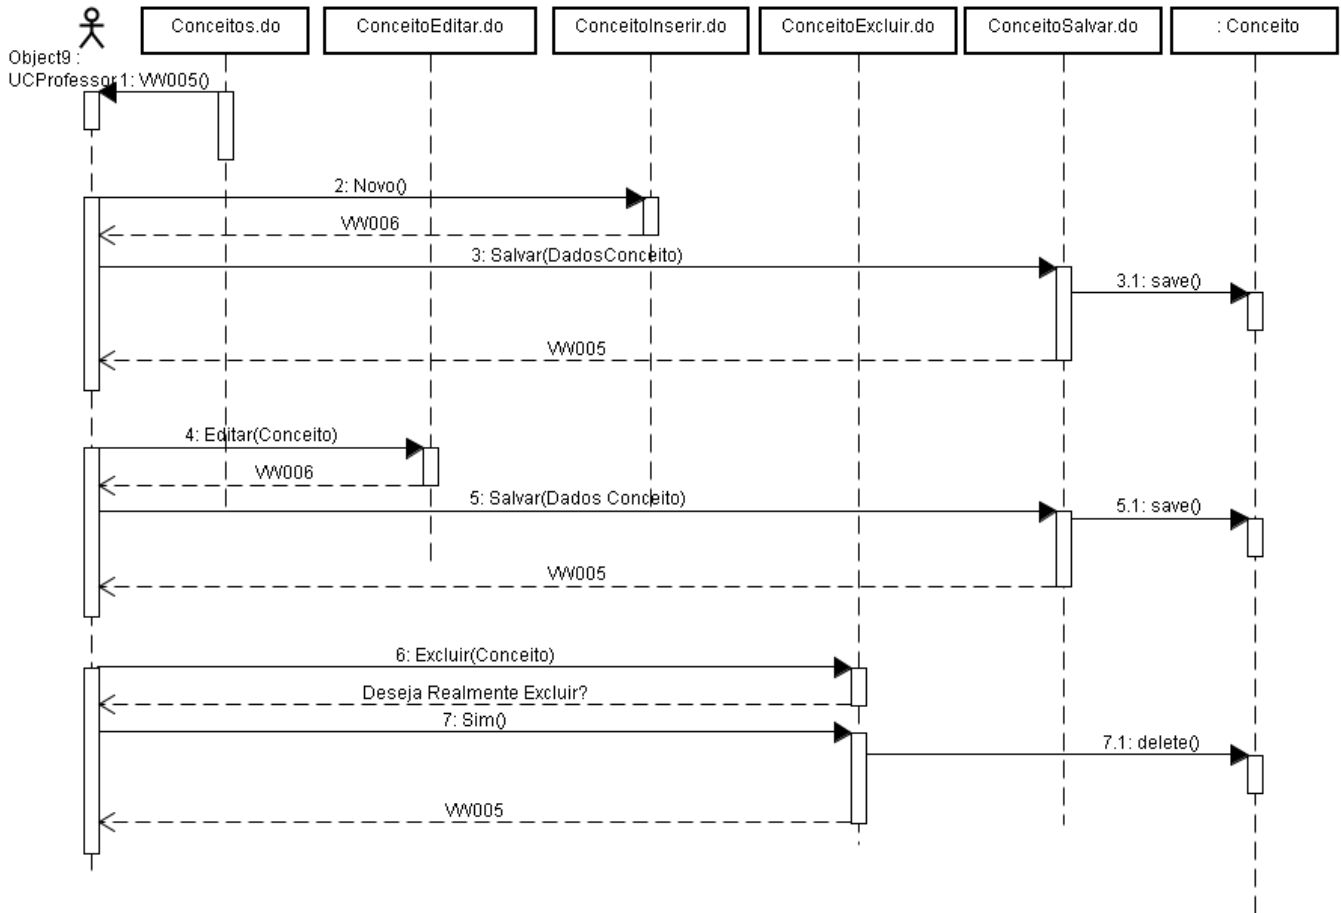 Conceitos.do
ConceitoEditar.do
ConceitoInserir.do
ConceitoExcluir.do
ConceitoSalvar.do
: Conceito
Object9 :
UCProfessor
1: VW005()
2: Novo()
VW006
3: Salvar(DadosConceito)
3.1: save()
VW005
4: Editar(Conceito)
VW006
5: Salvar(Dados Conceito)
5.1: save()
VW005
6: Excluir(Conceito)
Deseja Realmente Excluir?
7: Sim()
7.1: delete()
VW005